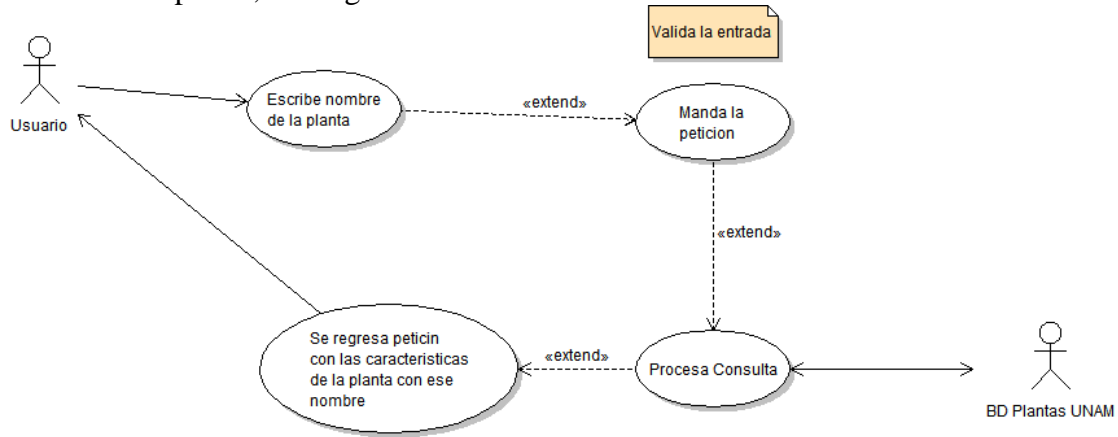 Valida la entrada
Usuario
Escribe nombre
de la planta
«extend»
Manda la
peticion
«extend»
Se regresa peticin
con las caracteristicas
de la planta con ese
nombre
«extend»
Procesa Consulta
BD Plantas UNAM